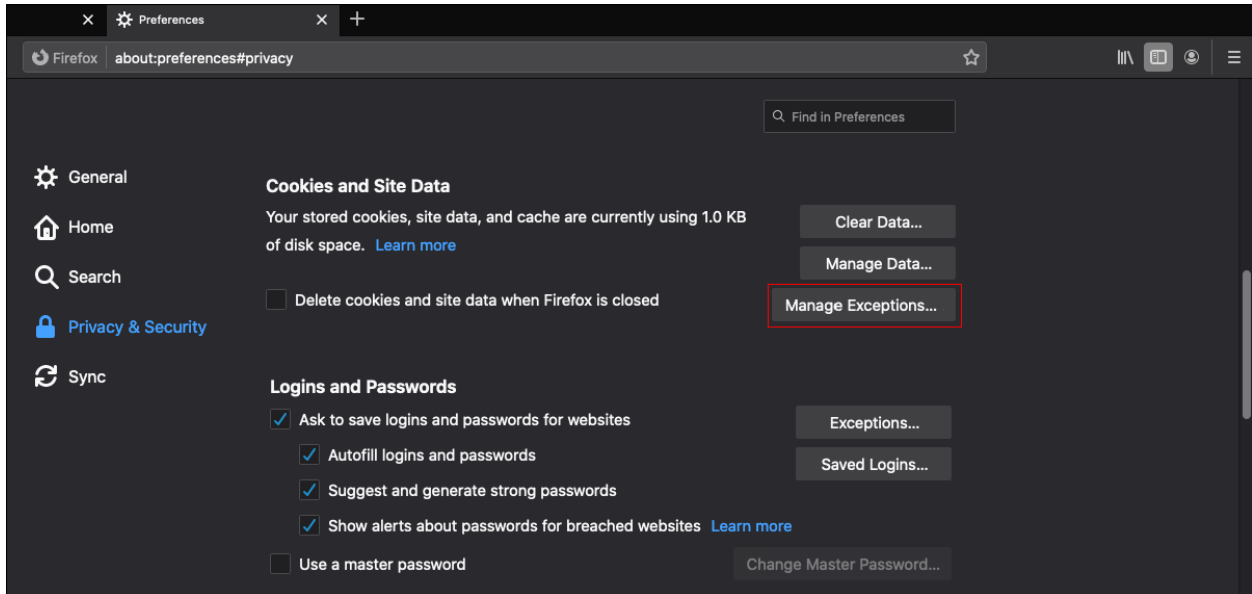 Preferences
Firefox about:preferences#privacy
Find in Preferences
General
Home
Search
Privacy & Security
Sync
Cookies and Site Data
Your stored cookies, site data, and cache are currently using 1.0 KB
of disk space. Learn more
Clear Data...
Manage Data...
Delete cookies and site data when Firefox is closed
Manage Exceptions...
Logins and Passwords
Ask to save logins and passwords for websites
Exceptions...
Autofill logins and passwords
Saved Logins...
Suggest and generate strong passwords
Show alerts about passwords for breached websites Learn more
Use a master password
Change Master Password...